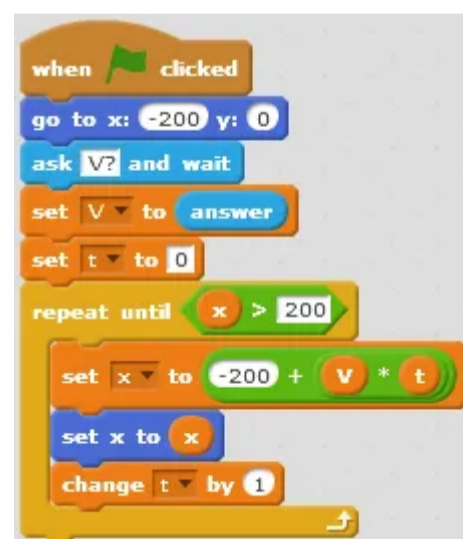 when clicked
go to x: -200 y: 0
ask V? and wait
set V to answer
set t to 0
repeat until x > 200
set x to -200 + V * t
set x to x
change t by 1